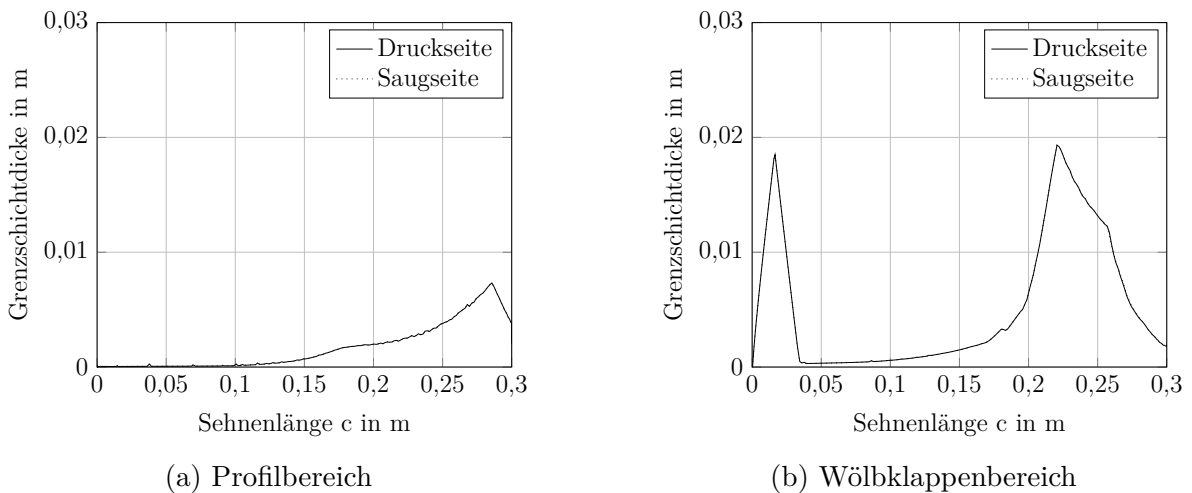 0,03
0,02
0,01
0
0
0,05
0,1
0,15
0,2
0,25
0,3
Grenzschichtdicke in m
Sehnenlänge c in m
Druckseite
Saugseite
(a) Profilbereich
0,03
0,02
0,01
0
0
0,05
0,1
0,15
0,2
0,25
0,3
Grenzschichtdicke in m
Sehnenlänge c in m
Druckseite
Saugseite
(b) Wölbklappenbereich